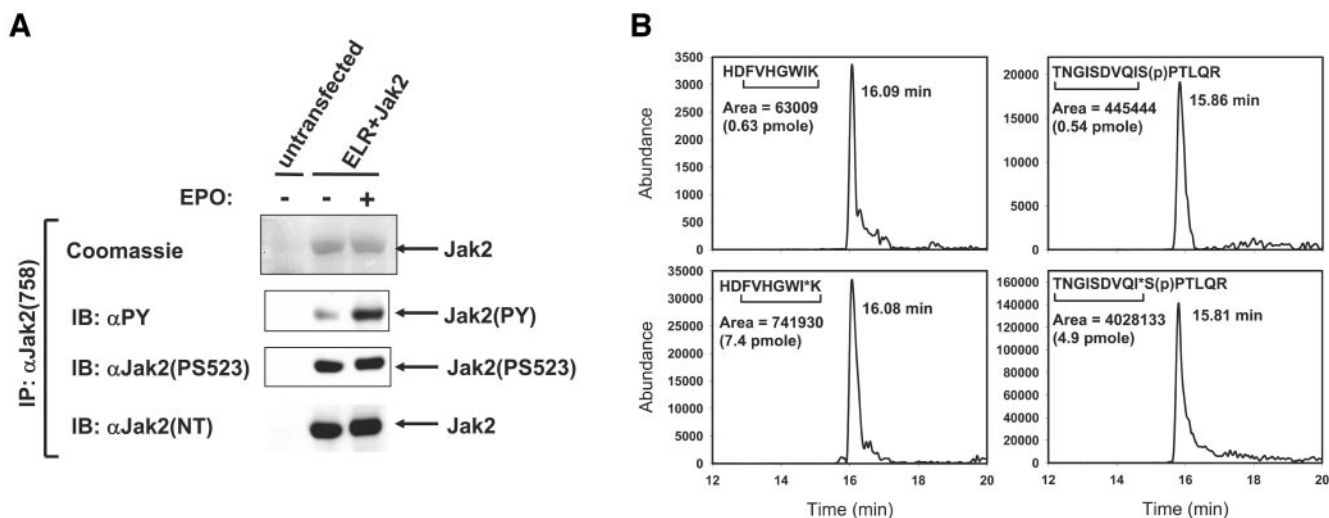 A
untransfected
ELR+Jak2
EPO: - - +
IP: αJak2(758)
Coomassie
Jak2
IB: αPY
Jak2(PY)
IB: αJak2(PS523)
Jak2(PS523)
IB: αJak2(NT)
Jak2
B
Abundance
3500
3000
2500
2000
1500
1000
500
0
HDFVHGWIK
Area = 63009
(0.63 pmole)
16.09 min
20000
15000
10000
5000
0
TNGISDVQIS(p)PTLQR
Area = 445444
(0.54 pmole)
15.86 min
Abundance
35000
30000
25000
20000
15000
10000
5000
0
HDFVHGWI*K
Area = 741930
(7.4 pmole)
16.08 min
12 14 16 18 20
Time (min)
160000
140000
120000
100000
80000
60000
40000
20000
0
TNGISDVQI*S(p)PTLQR
Area = 4028133
(4.9 pmole)
15.81 min
12 14 16 18 20
Time (min)